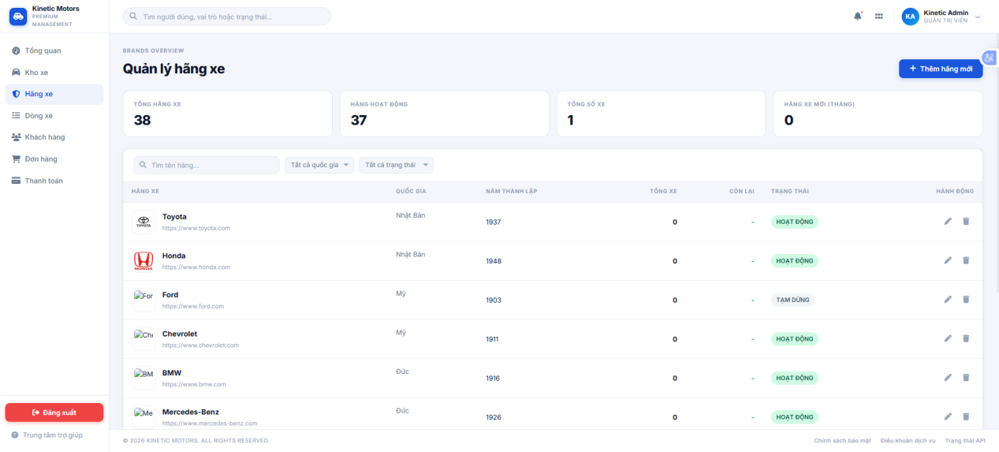 Kinetic Motors
PREMIUM
MANAGEMENT
Tổng quan
Kho xe
Hãng xe
Dòng xe
Khách hàng
Đơn hàng
Thanh toán
Đăng xuất
Trung tâm trợ giúp
Tìm người dùng, vai trò hoặc trạng thái...
KA
Kinetic Admin
QUẢN TRỊ VIÊN
BRANDS OVERVIEW
Quản lý hãng xe
+ Thêm hãng mới
TỔNG HÃNG XE
38
HÃNG HOẠT ĐỘNG
37
TỔNG SỐ XE
1
HÃNG XE MỚI (THÁNG)
0
Tìm tên hãng... Tất cả quốc gia Tất cả trạng thái
HÃNG XE QUỐC GIA NĂM THÀNH LẬP TỔNG XE CÒN LẠI TRẠNG THÁI HÀNH ĐỘNG
TOYOTA Toyota Nhật Bản 1937 0 - HOẠT ĐỘNG
https://www.toyota.com
HONDA Honda Nhật Bản 1948 0 - HOẠT ĐỘNG
https://www.honda.com
For Ford Mỹ 1903 0 - TẠM DỪNG
https://www.ford.com
Che Chevrolet Mỹ 1911 0 - HOẠT ĐỘNG
https://www.chevrolet.com
BM BMW Đức 1916 0 - HOẠT ĐỘNG
https://www.bmw.com
Me Mercedes-Benz Đức 1926 0 - HOẠT ĐỘNG
https://www.mercedes-benz.com
© 2026 KINETIC MOTORS. ALL RIGHTS RESERVED.
Chính sách bảo mật Điều khoản dịch vụ Trạng thái API